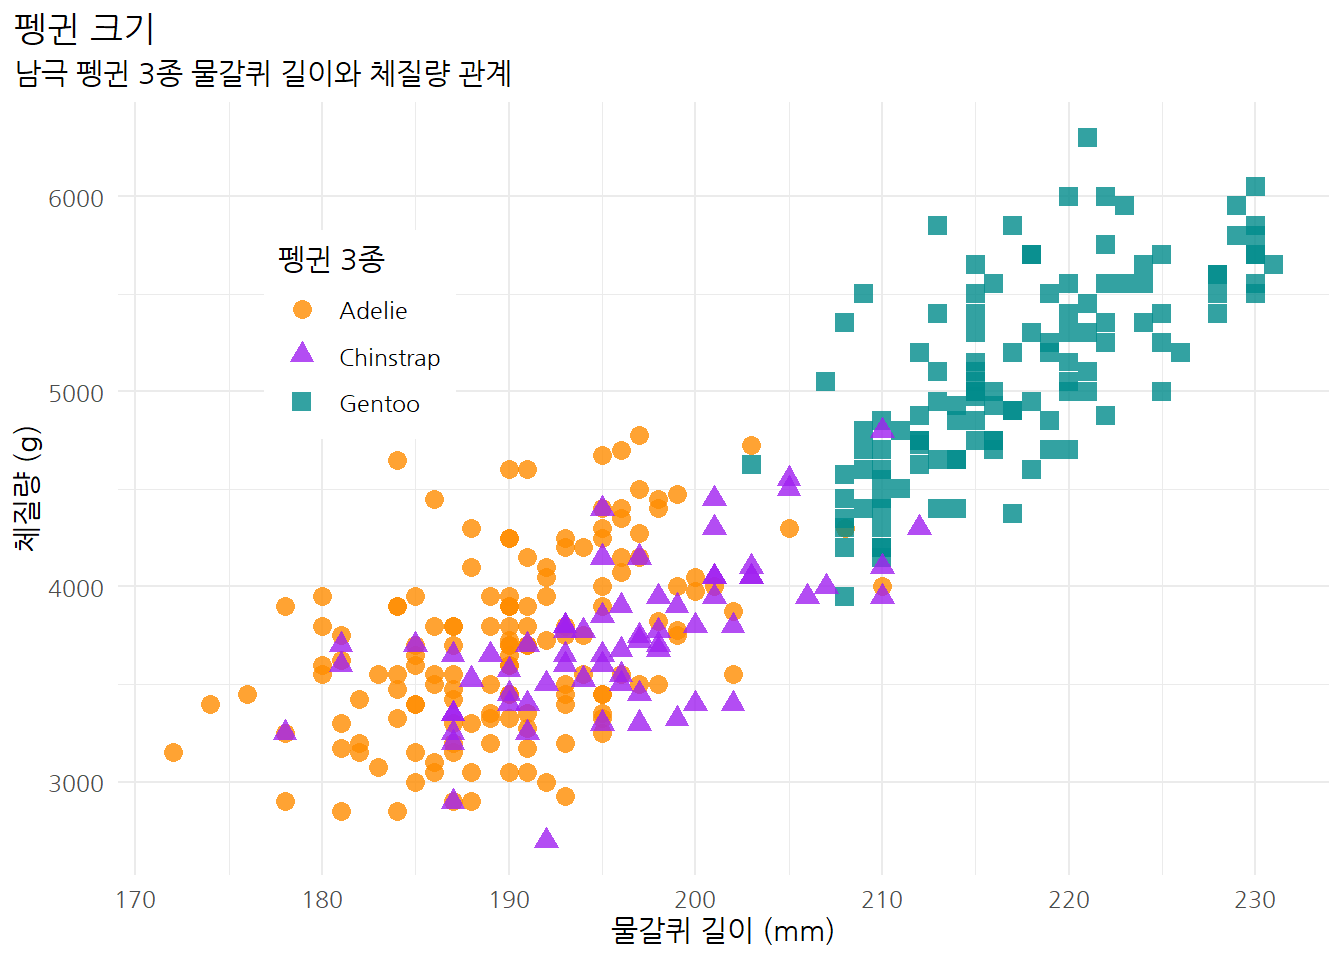 펭귄 크기
남극 펭귄 3종 물갈퀴 길이와 체질량 관계
체질량 (g)
6000
5000
4000
3000
펭귄 3종
Adelie
Chinstrap
Gentoo
170 180 190 200 210 220 230
물갈퀴 길이 (mm)